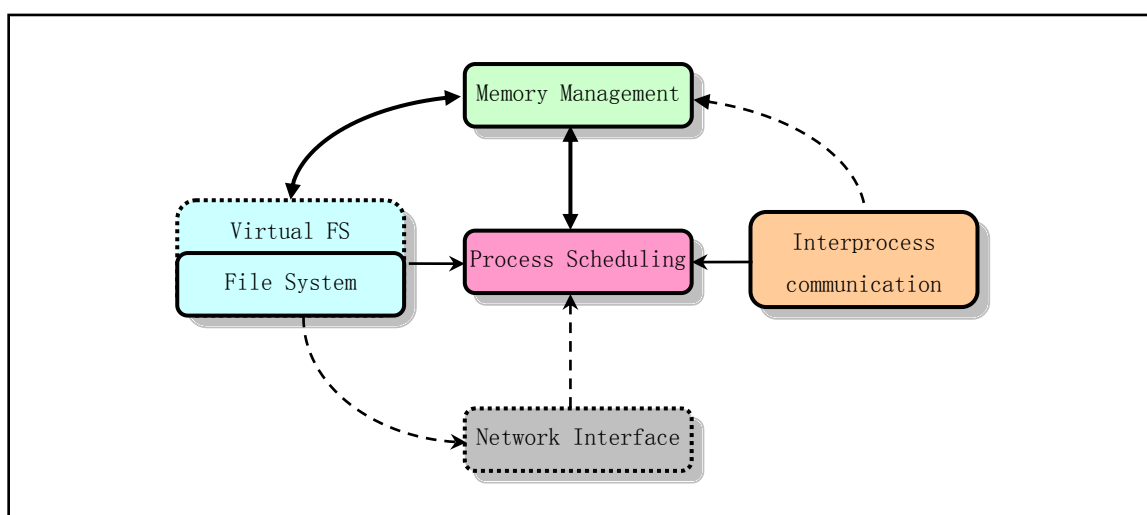 Memory Management
Virtual FS
File System
Process Scheduling
Interprocess
communication
Network Interface